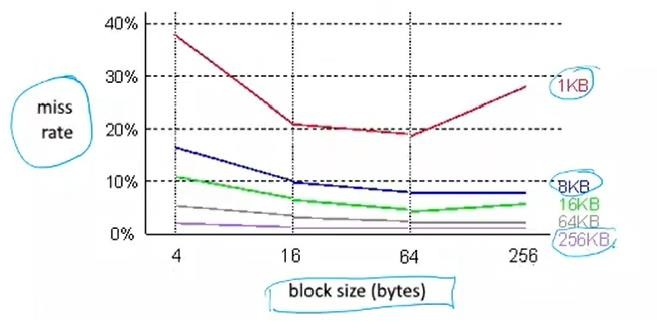 40%
30%
20%
10%
0%
miss
rate
4 16 64 256
block size (bytes)
1KB
8KB
16KB
64KB
256KB